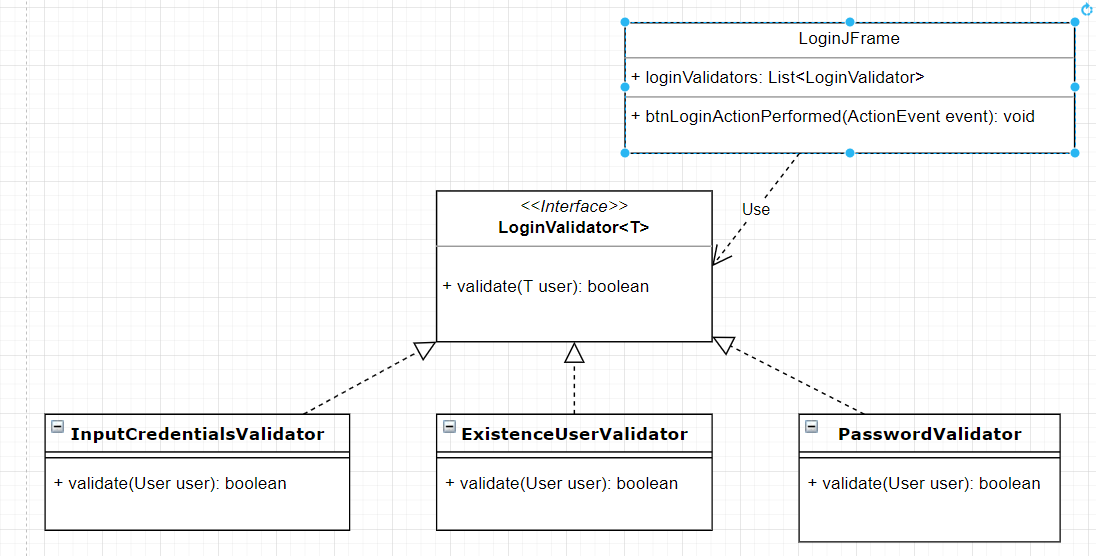 LoginJFrame
+ loginValidators: List<LoginValidator>
+ btnLoginActionPerformed(ActionEvent event): void
Use
<<Interface>>
LoginValidator<T>
+ validate(T user): boolean
InputCredentialsValidator
+ validate(User user): boolean
ExistenceUserValidator
+ validate(User user): boolean
PasswordValidator
+ validate(User user): boolean